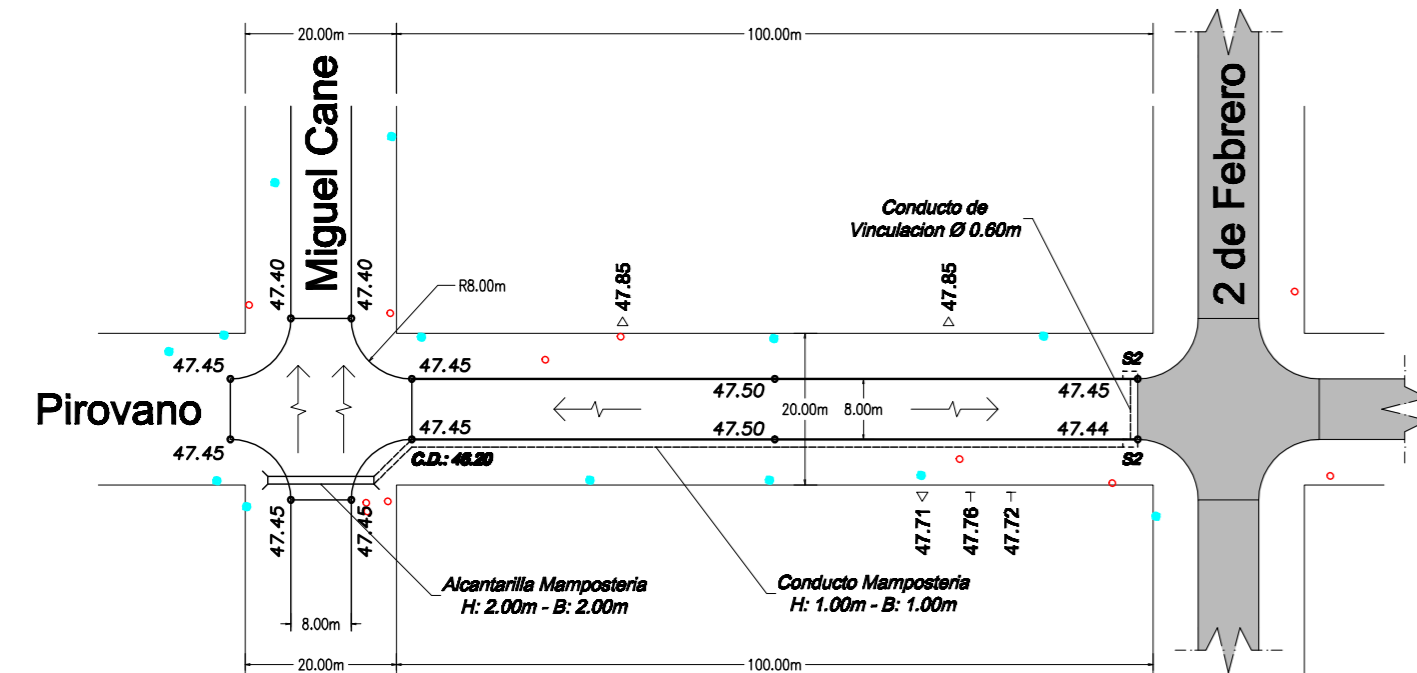 20.00m
100.00m
Miguel Cane
2 de Febrero
Conducto de
Vinculacion Ø 0.60m
47.40
47.40
R8.00m
47.85
47.85
47.45
47.45
S2
47.50
47.45
Pirovano
20.00m
8.00m
47.45
47.45
47.50
47.44
S2
47.45
47.45
47.71
47.76
47.72
Alcantarilla Mamposteria
H: 2.00m - B: 2.00m
Conducto Mamposteria
H: 1.00m - B: 1.00m
8.00m
20.00m
100.00m